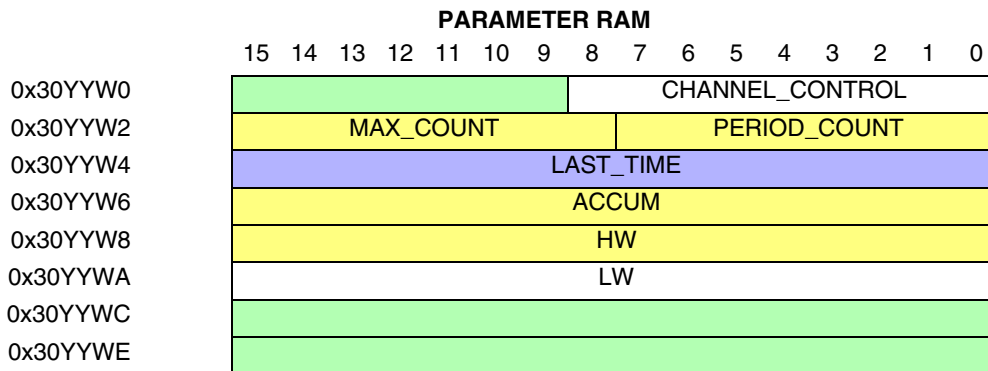 PARAMETER RAM
15 14 13 12 11 10 9 8 7 6 5 4 3 2 1 0
0x30YYW0 CHANNEL_CONTROL
0x30YYW2 MAX_COUNT PERIOD_COUNT
0x30YYW4 LAST_TIME
0x30YYW6 ACCUM
0x30YYW8 HW
0x30YYWA LW
0x30YYWC
0x30YYWE